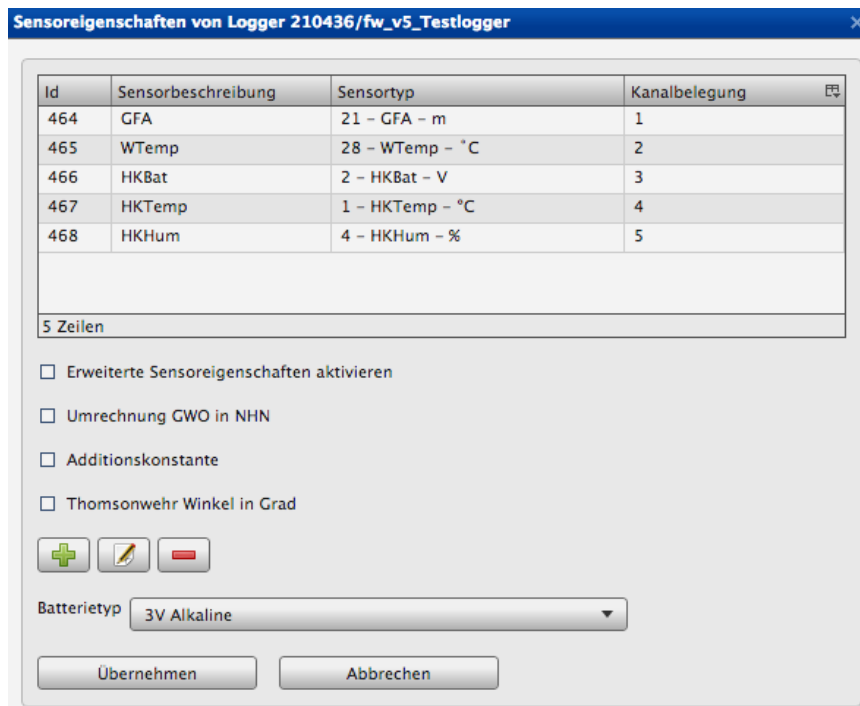 Sensoreigenschaften von Logger 210436/fw_v5_Testlogger
Id Sensorbeschreibung Sensortyp Kanalbelegung
464 GFA 21 – GFA – m 1
465 WTemp 28 – WTemp – ˚C 2
466 HKBat 2 – HKBat – V 3
467 HKTemp 1 – HKTemp – °C 4
468 HKHum 4 – HKHum – % 5
5 Zeilen
Erweiterte Sensoreigenschaften aktivieren
Umrechnung GWO in NHN
Additionskonstante
Thomsonwehr Winkel in Grad
Batterietyp 3V Alkaline
Übernehmen Abbrechen